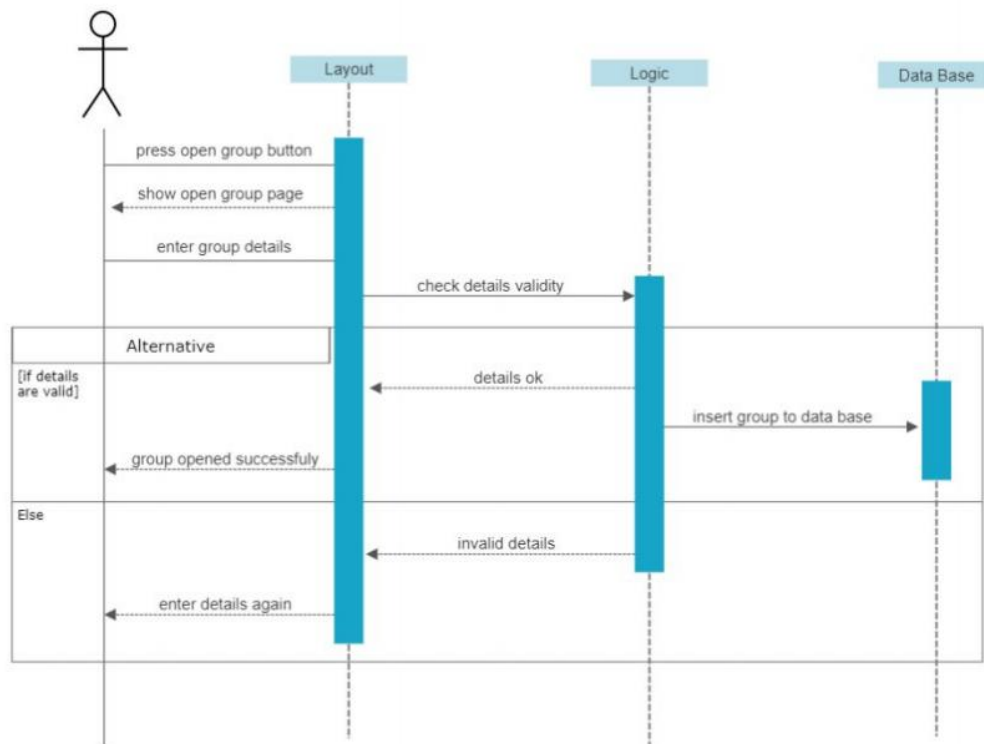 Layout
Logic
Data Base
press open group button
show open group page
enter group details
check details validity
Alternative
[if details
are valid]
details ok
insert group to data base
group opened successfuly
Else
invalid details
enter details again